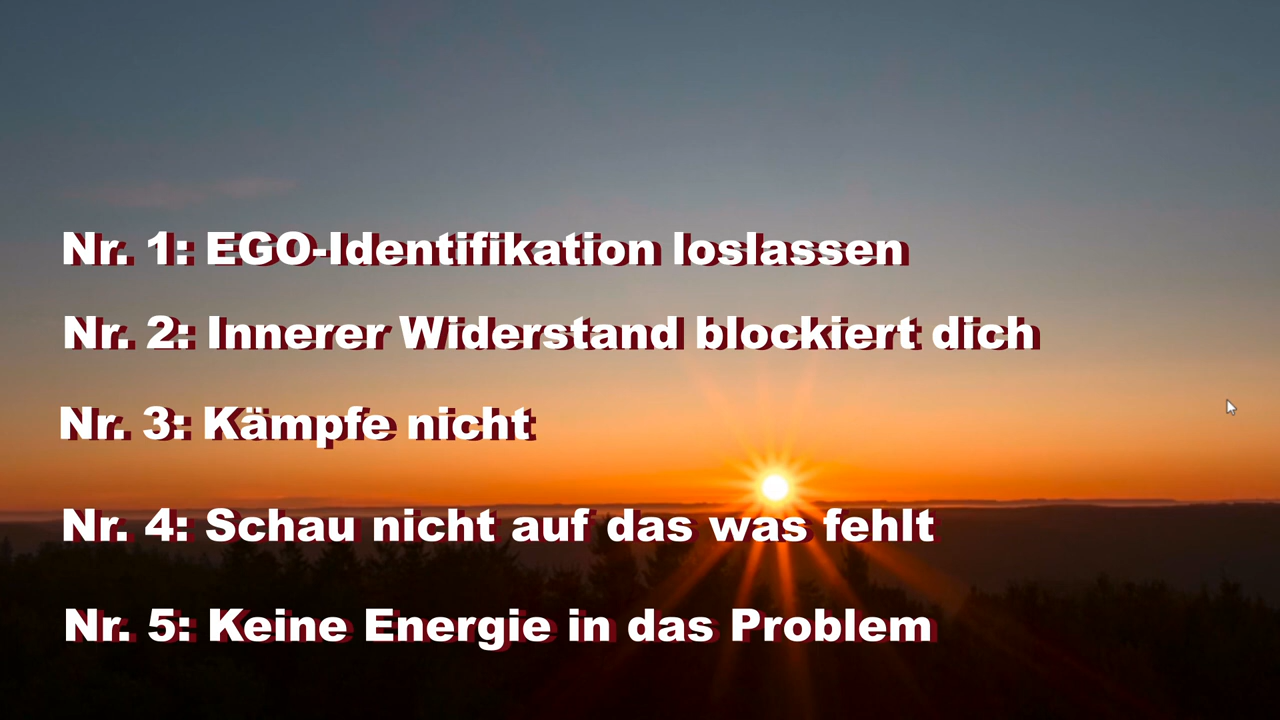 Nr. 1: EGO-Identifikation loslassen
Nr. 2: Innerer Widerstand blockiert dich
Nr. 3: Kämpfe nicht
Nr. 4: Schau nicht auf das was fehlt
Nr. 5: Keine Energie in das Problem